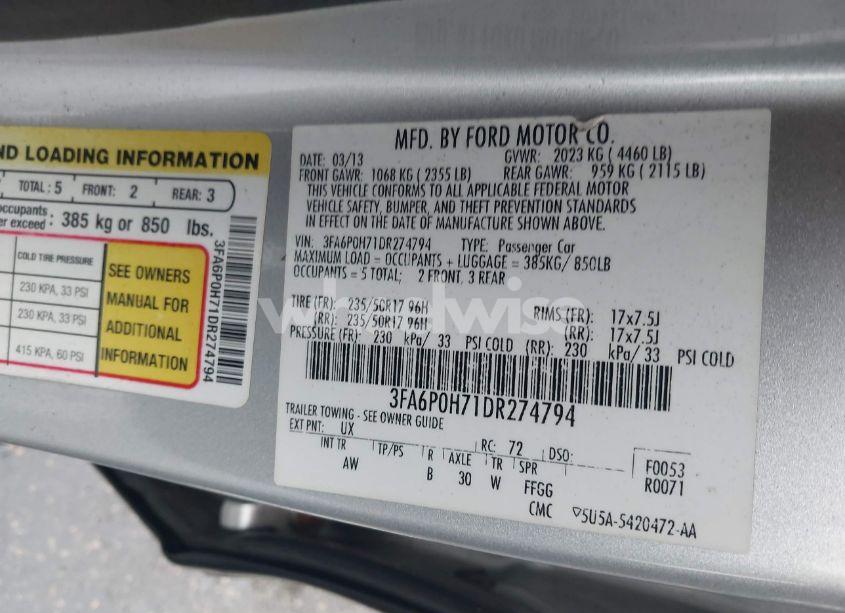 ND LOADING INFORMATION
TOTAL: 5 FRONT: 2 REAR: 3
occupants
er exceed : 385 kg or 850 lbs.
COLD TIRE PRESSURE
230 KPA, 33 PSI
230 KPA, 33 PSI
415 KPA, 60 PSI
SEE OWNERS
MANUAL FOR
ADDITIONAL
INFORMATION
3FA6P0H71DR274794
MFD. BY FORD MOTOR CO.
DATE: 03/13 GVWR: 2023 KG ( 4460 LB)
FRONT GAWR: 1068 KG ( 2355 LB) REAR GAWR: 959 KG ( 2115 LB)
THIS VEHICLE CONFORMS TO ALL APPLICABLE FEDERAL MOTOR
VEHICLE SAFETY, BUMPER, AND THEFT PREVENTION STANDARDS
IN EFFECT ON THE DATE OF MANUFACTURE SHOWN ABOVE.
VIN: 3FA6P0H71DR274794 TYPE: Passenger Car
MAXIMUM LOAD = OCCUPANTS + LUGGAGE = 385KG/ 850LB
OCCUPANTS = 5 TOTAL; 2 FRONT, 3 REAR
TIRE (FR): 235/50R17 96H RIMS (FR): 17x7.5J
(RR): 235/50R17 96H (RR): 17x7.5J
PRESSURE (FR): 230 kPa/ 33 PSI COLD (RR): 230 kPa/ 33 PSI COLD
3FA6P0H71DR274794
TRAILER TOWING - SEE OWNER GUIDE
EXT PNT: UX RC: 72 DSO:
INT TR TP/PS R AXLE TR SPR F0053
AW B 30 W FFGG R0071
CMC ▽5U5A-5420472-AA
wheelwise